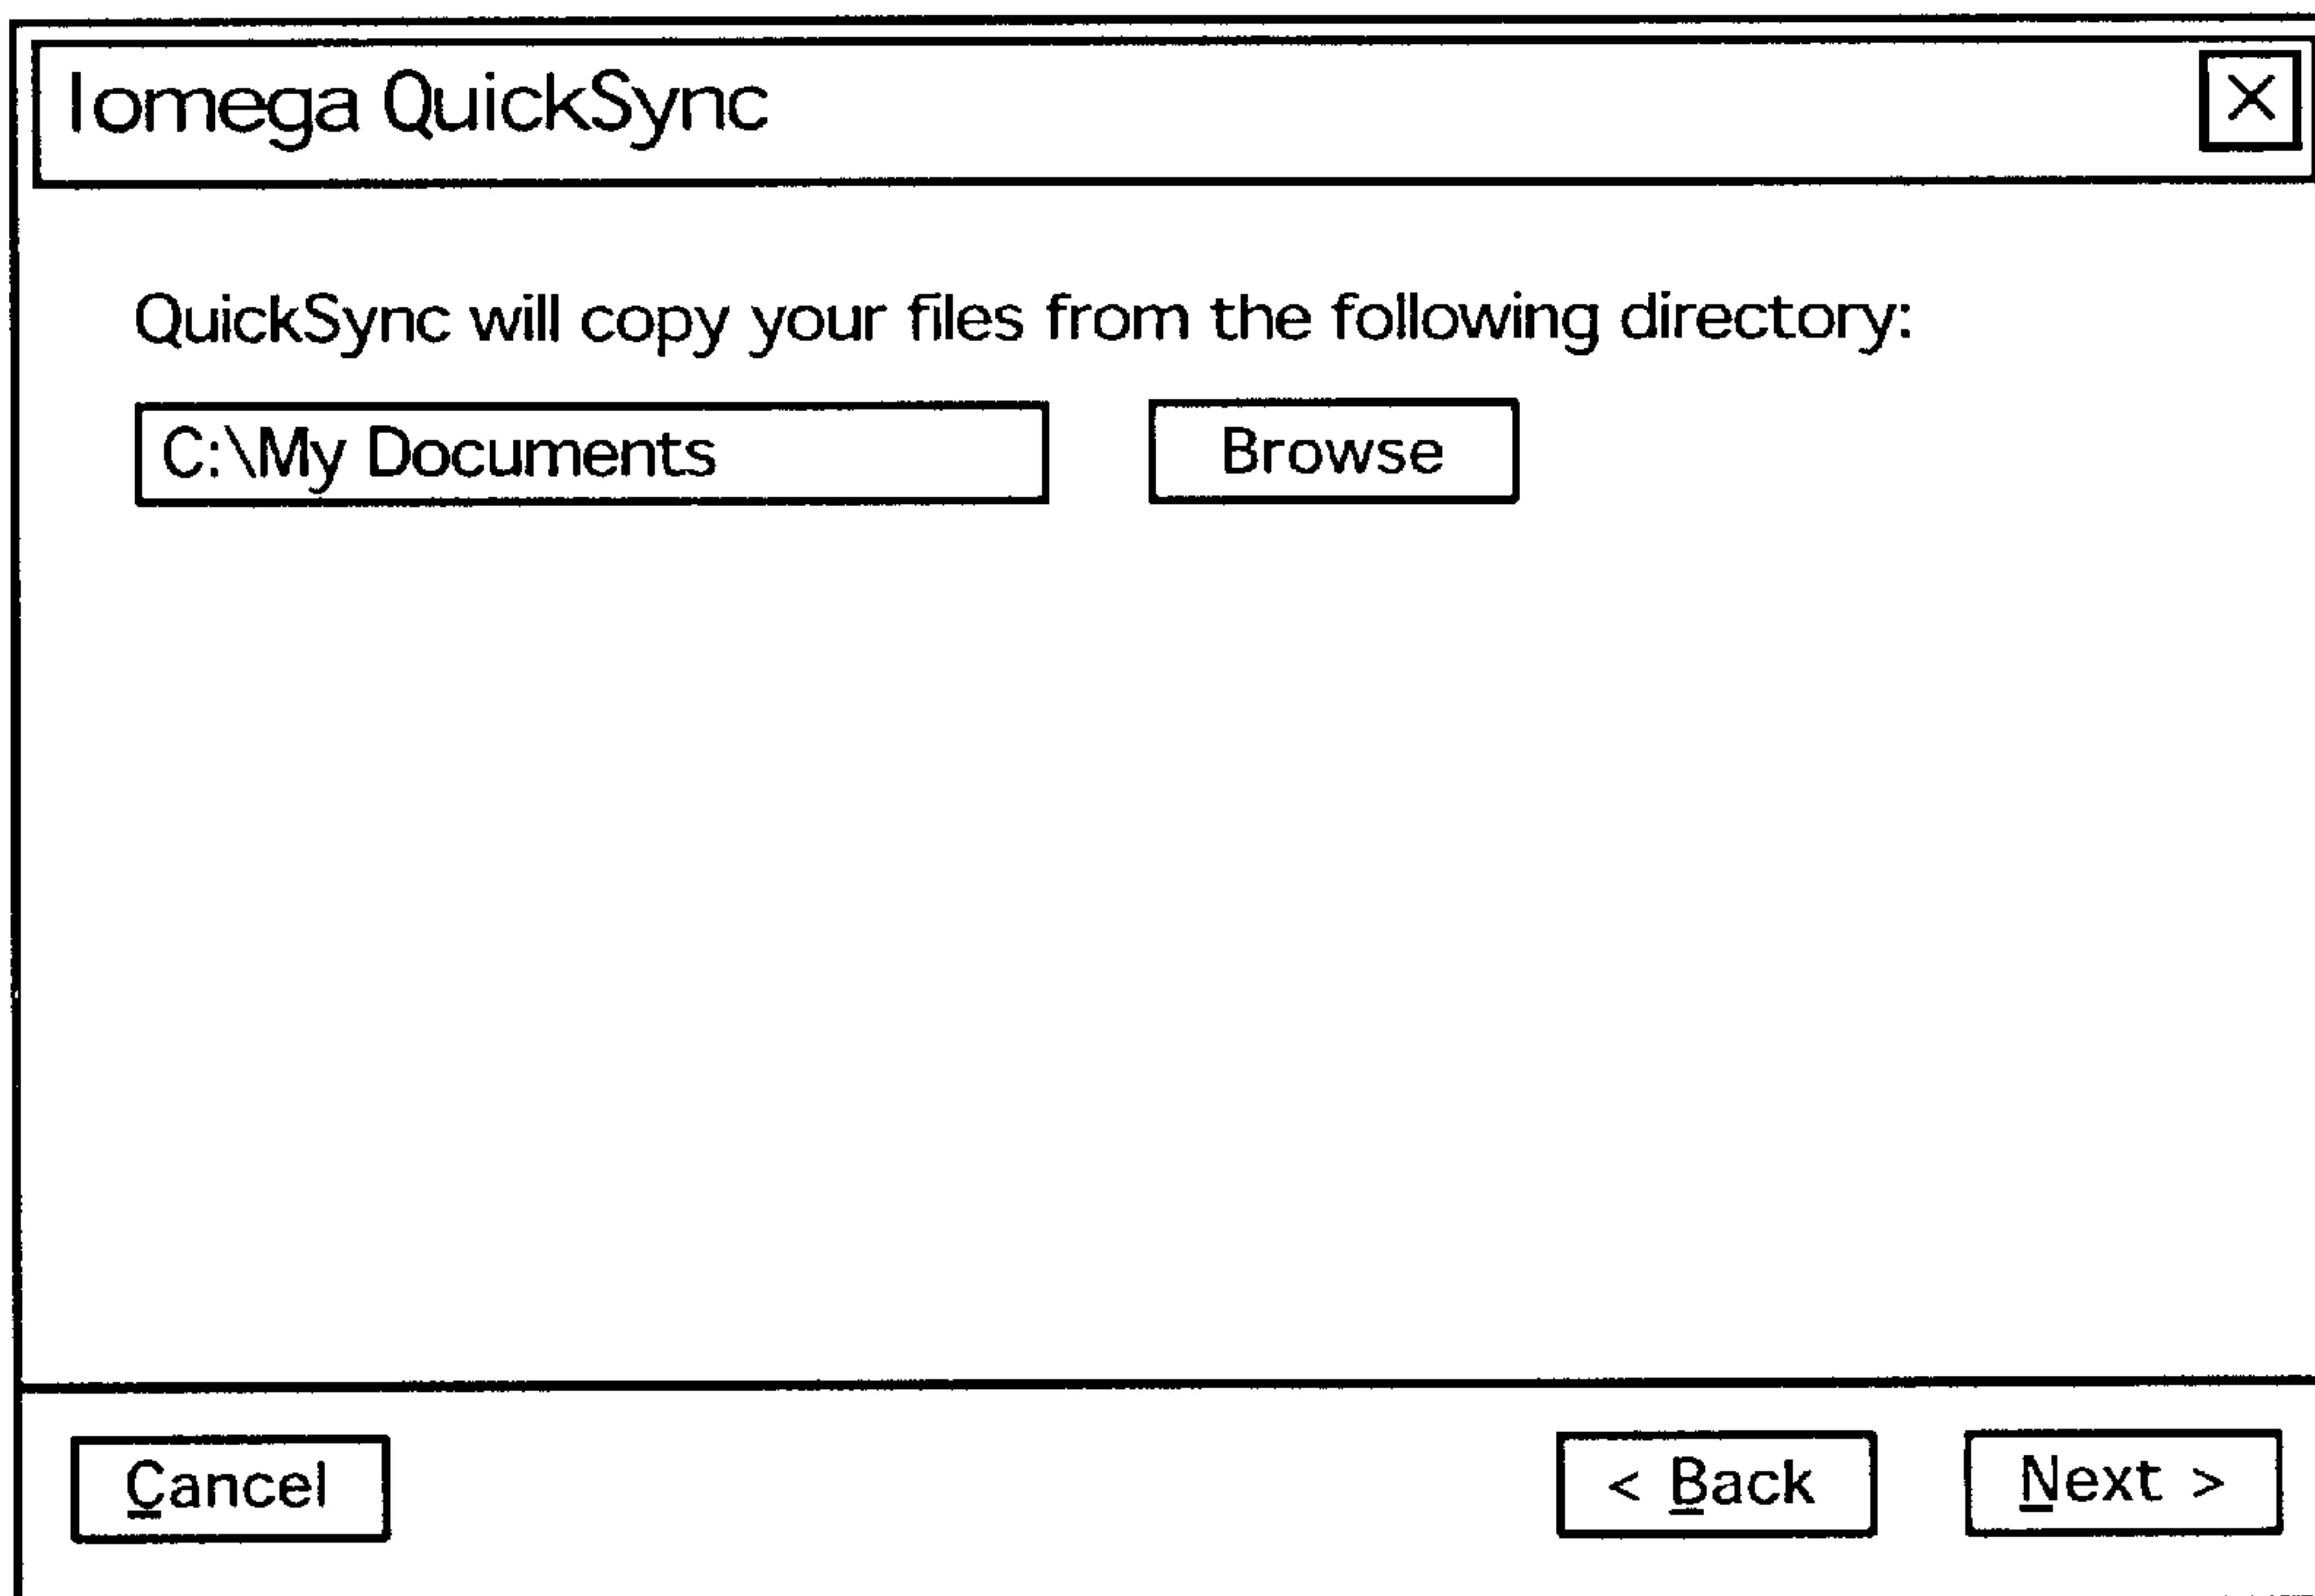 Iomega QuickSync X
QuickSync will copy your files from the following directory:
C:\My Documents Browse
Cancel < Back Next >